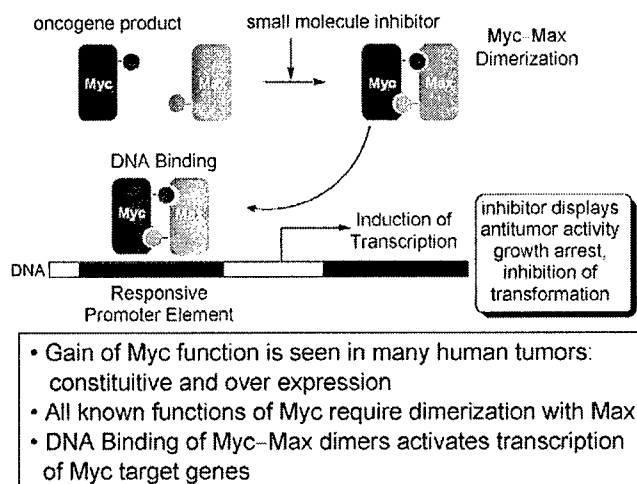 oncogene product
small molecule inhibitor
Myc-Max
Dimerization
Myc
Max
Myc
Max
DNA Binding
Myc
Max
Induction of
Transcription
inhibitor displays
antitumor activity
growth arrest,
inhibition of
transformation
DNA
Responsive
Promoter Element
• Gain of Myc function is seen in many human tumors:
constituitive and over expression
• All known functions of Myc require dimerization with Max
• DNA Binding of Myc–Max dimers activates transcription
of Myc target genes